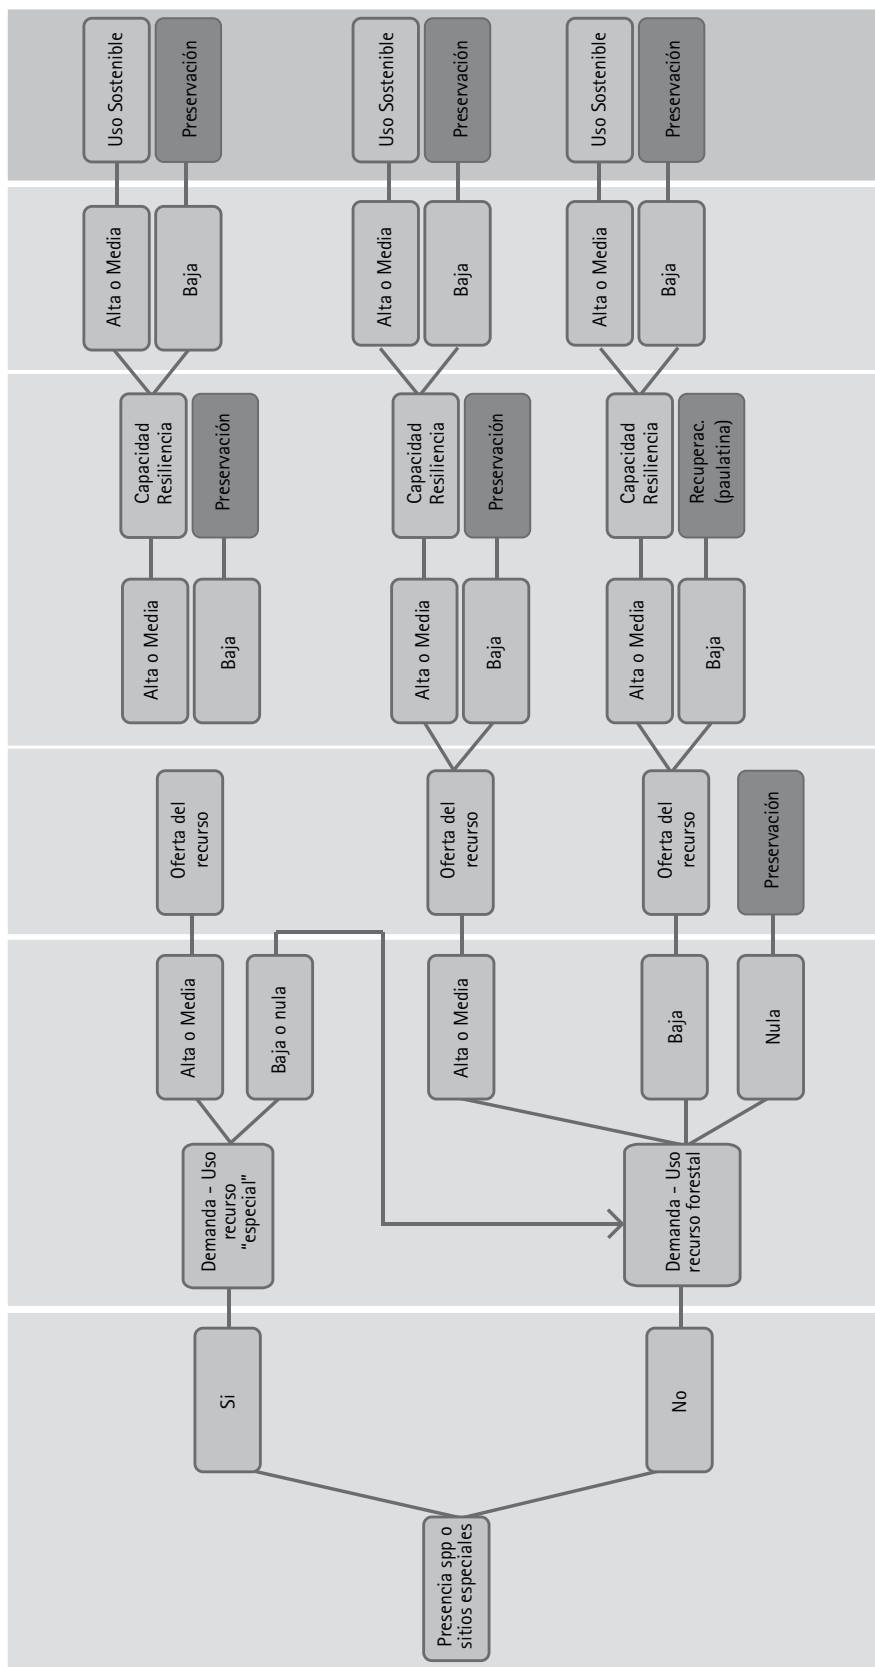 Presencia spp o
sitios especiales
Si
No
Demanda - Uso
recurso
"especial"
Demanda - Uso
recurso forestal
Alta o Media
Baja o nula
Alta o Media
Baja
Nula
Oferta del
recurso
Oferta del
recurso
Oferta del
recurso
Preservación
Alta o Media
Baja
Alta o Media
Baja
Alta o Media
Baja
Capacidad
Resiliencia
Preservación
Capacidad
Resiliencia
Preservación
Capacidad
Resiliencia
Recuperac.
(paulatina)
Alta o Media
Baja
Alta o Media
Baja
Alta o Media
Baja
Uso Sostenible
Preservación
Uso Sostenible
Preservación
Uso Sostenible
Preservación